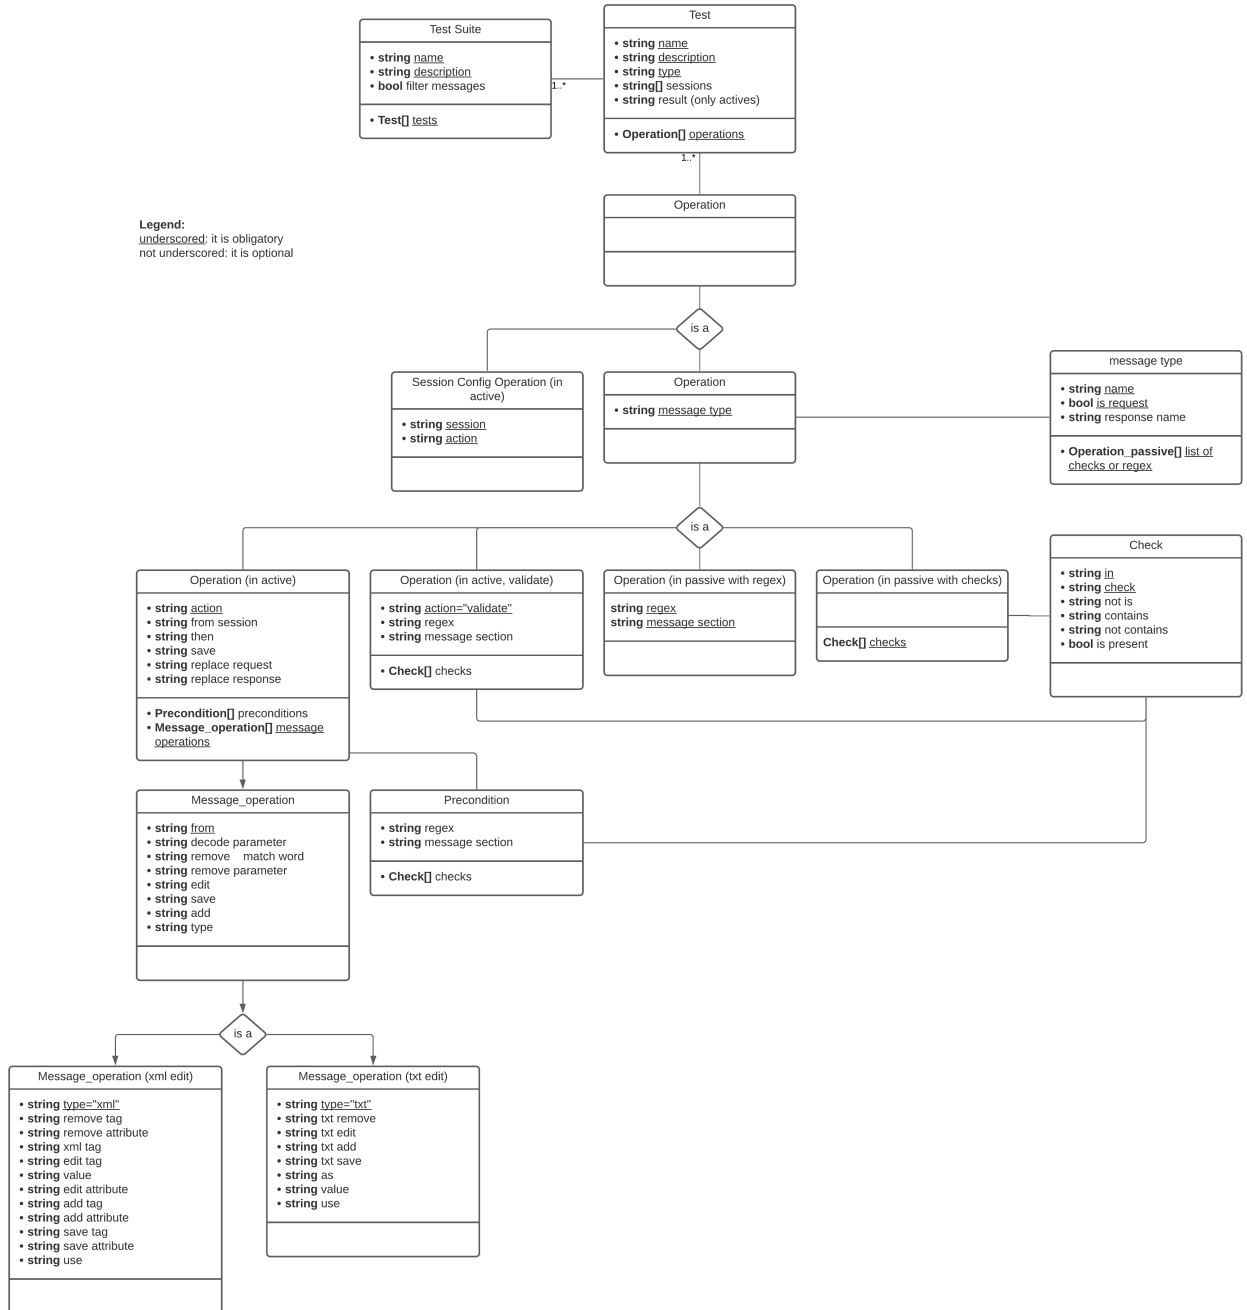 Test Suite
• string name
• string description
• bool filter messages
• Test[] tests
1..*
Test
• string name
• string description
• string type
• string[] sessions
• string result (only actives)
• Operation[] operations
1..*
Legend:
underscored: it is obligatory
not underscored: it is optional
Operation
is a
Session Config Operation (in
active)
• string session
• stirng action
Operation
• string message type
message type
• string name
• bool is request
• string response name
• Operation_passive[] list of
checks or regex
is a
Operation (in active)
• string action
• string from session
• string then
• string save
• string replace request
• string replace response
• Precondition[] preconditions
• Message_operation[] message
operations
Operation (in active, validate)
• string action="validate"
• string regex
• string message section
• Check[] checks
Operation (in passive with regex)
string regex
string message section
Operation (in passive with checks)
Check[] checks
Check
• string in
• string check
• string not is
• string contains
• string not contains
• bool is present
Message_operation
• string from
• string decode parameter
• string remove match word
• string remove parameter
• string edit
• string save
• string add
• string type
Precondition
• string regex
• string message section
• Check[] checks
is a
Message_operation (xml edit)
• string type="xml"
• string remove tag
• string remove attribute
• string xml tag
• string edit tag
• string value
• string edit attribute
• string add tag
• string add attribute
• string save tag
• string save attribute
• string use
Message_operation (txt edit)
• string type="txt"
• string txt remove
• string txt edit
• string txt add
• string txt save
• string as
• string value
• string use